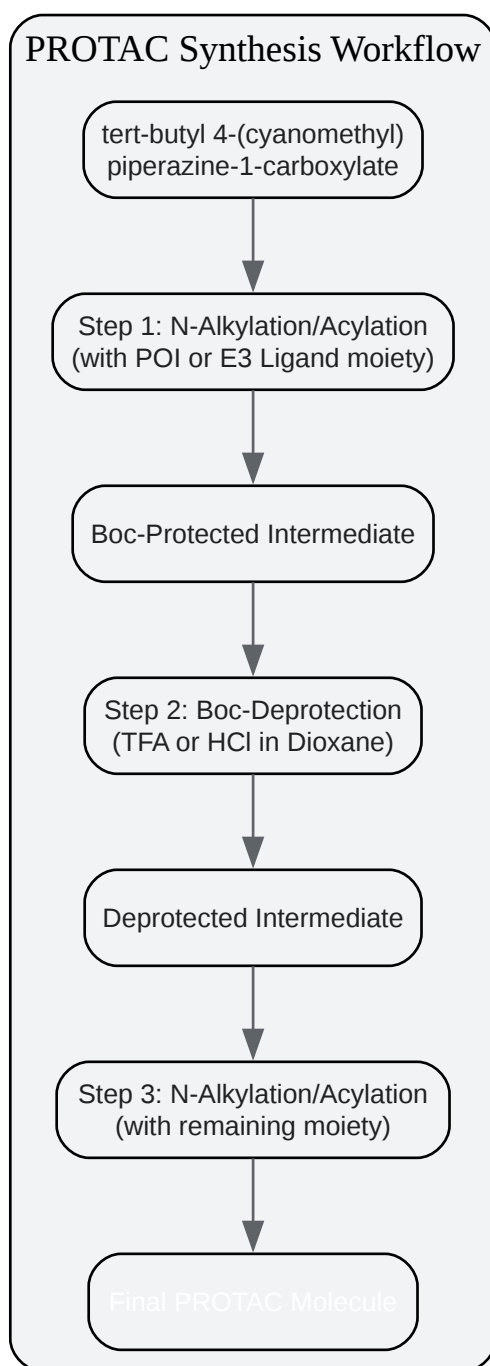 PROTAC Synthesis Workflow
tert-butyl 4-(cyanomethyl)
piperazine-1-carboxylate
Step 1: N-Alkylation/Acylation
(with POI or E3 Ligand moiety)
Boc-Protected Intermediate
Step 2: Boc-Deprotection
(TFA or HCl in Dioxane)
Deprotected Intermediate
Step 3: N-Alkylation/Acylation
(with remaining moiety)
Final PROTAC Molecule